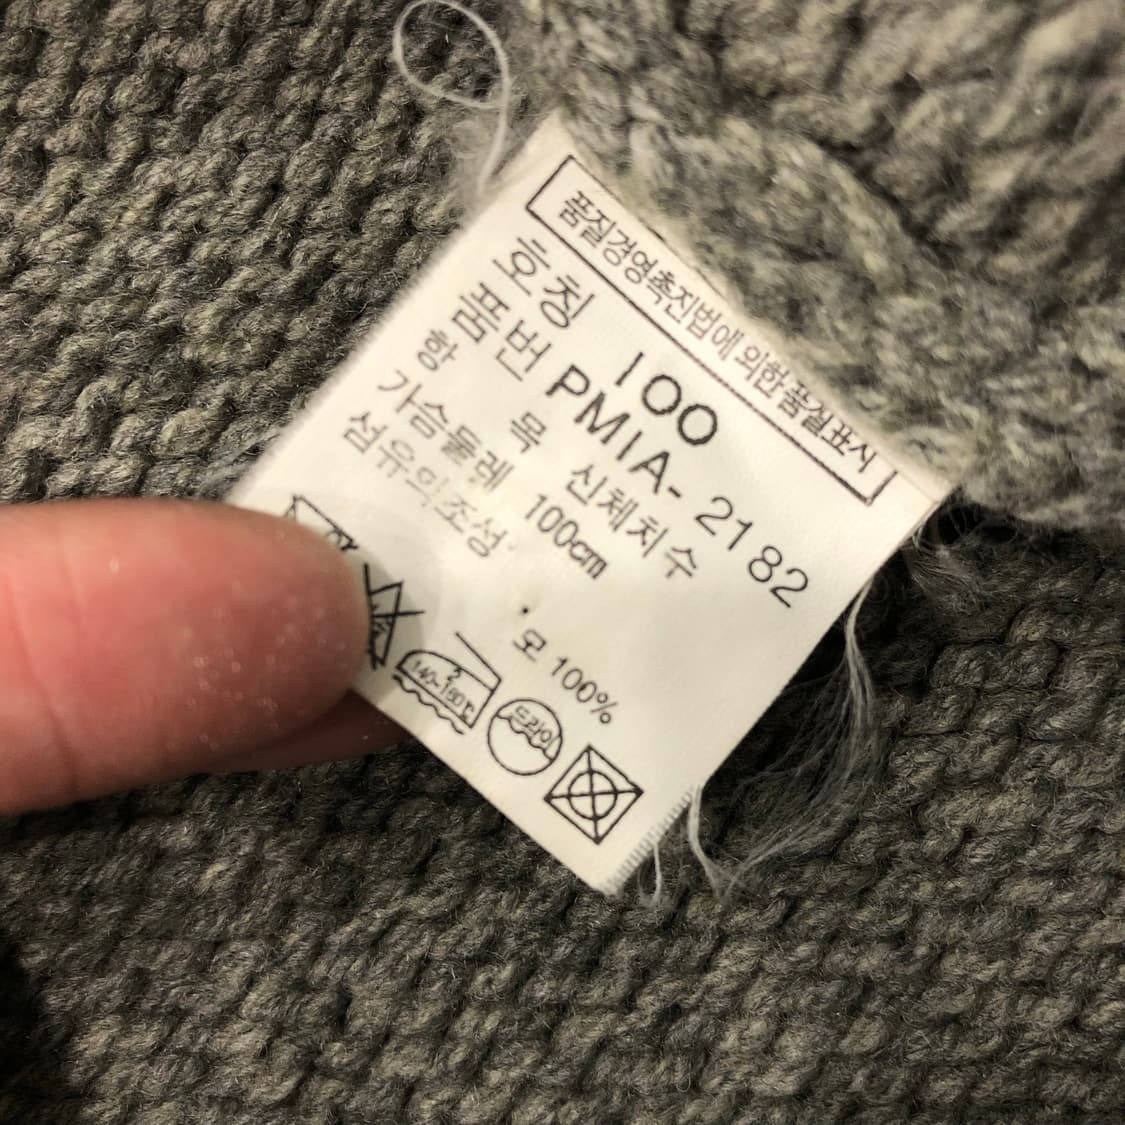 품질경영촉진법에 의한 품질표시
호칭 100
품번 PMIA-2182
항 목 신체치수
가슴둘레 100cm
섬유의조성
모 100%
140~160℃
드라이